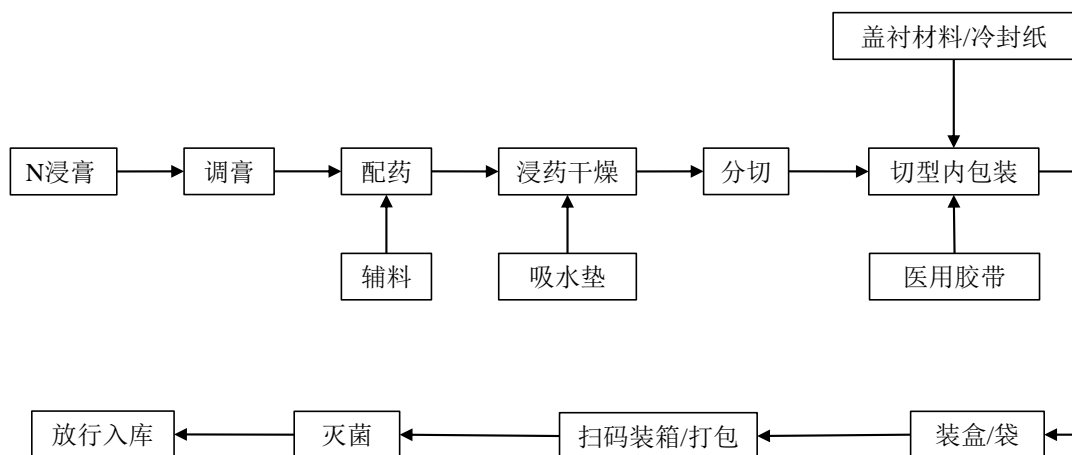 盖衬材料/冷封纸
N浸膏
调膏
配药
浸药干燥
分切
切型内包装
辅料
吸水垫
医用胶带
放行入库
灭菌
扫码装箱/打包
装盒/袋